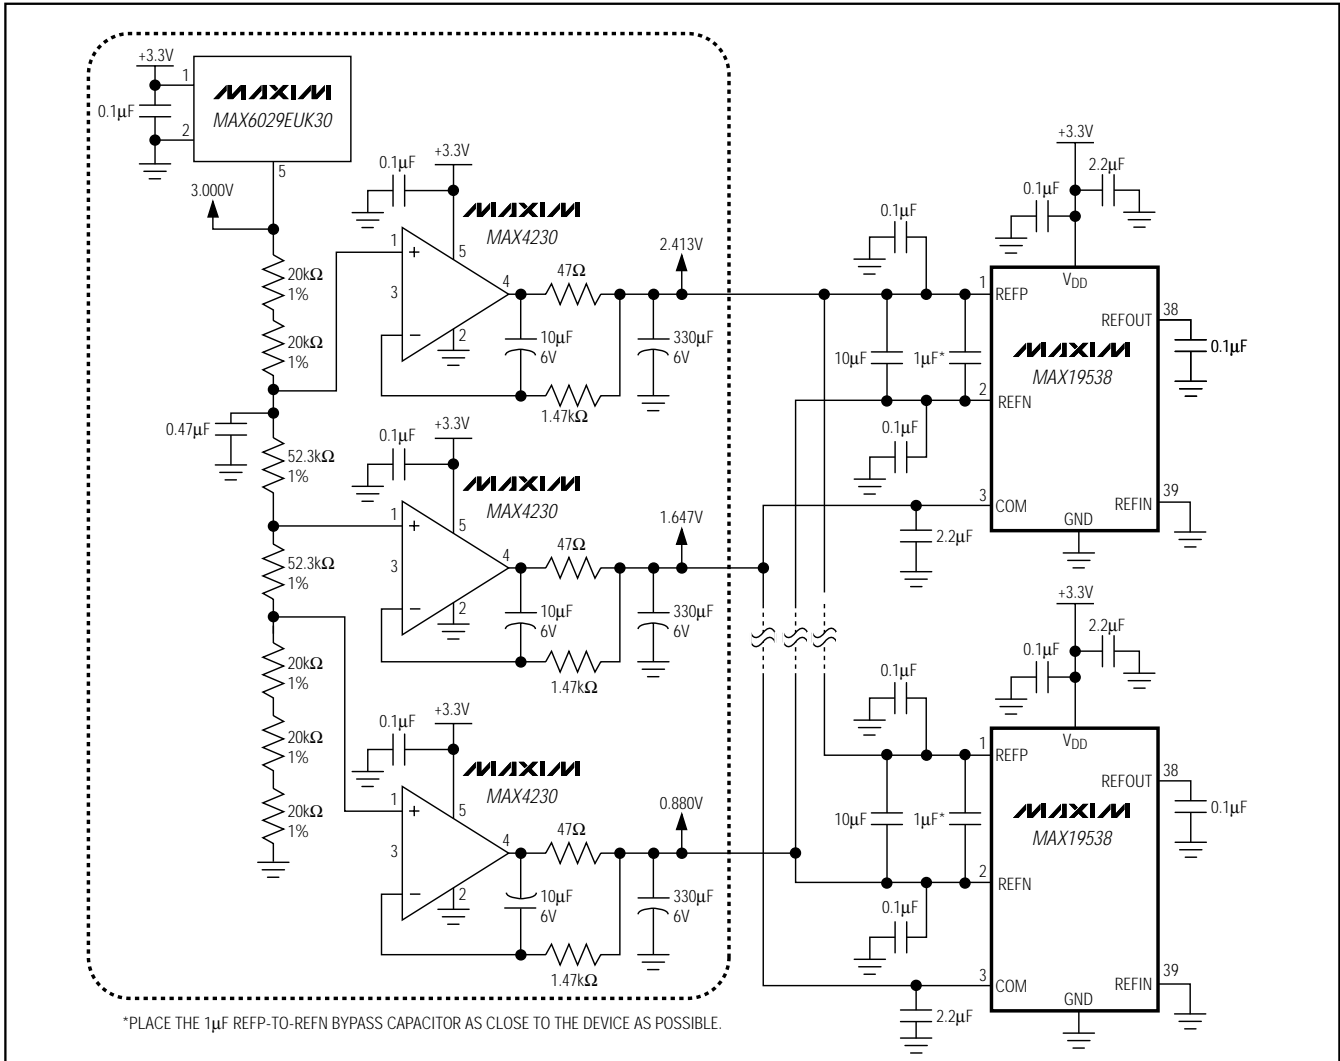 +3.3V
1
0.1µF
2
MAXIM
MAX6029EUK30
5
3.000V
20kΩ
1%
20kΩ
1%
0.47µF
52.3kΩ
1%
52.3kΩ
1%
20kΩ
1%
20kΩ
1%
20kΩ
1%
0.1µF
+3.3V
MAXIM
MAX4230
1
+
5
3
4
−
2
47Ω
10µF
6V
1.47kΩ
2.413V
330µF
6V
0.1µF
+3.3V
MAXIM
MAX4230
1
+
5
3
4
−
2
47Ω
10µF
6V
1.47kΩ
1.647V
330µF
6V
0.1µF
+3.3V
MAXIM
MAX4230
1
+
5
3
4
−
2
47Ω
10µF
6V
1.47kΩ
0.880V
330µF
6V
+3.3V
0.1µF
2.2µF
0.1µF
1
REFP
VDD
REFOUT
38
0.1µF
MAXIM
MAX19538
10µF
1µF*
2
REFN
0.1µF
3
COM
2.2µF
GND
REFIN
39
+3.3V
0.1µF
2.2µF
0.1µF
1
REFP
VDD
REFOUT
38
0.1µF
MAXIM
MAX19538
10µF
1µF*
2
REFN
0.1µF
3
COM
2.2µF
GND
REFIN
39
*PLACE THE 1µF REFP-TO-REFN BYPASS CAPACITOR AS CLOSE TO THE DEVICE AS POSSIBLE.